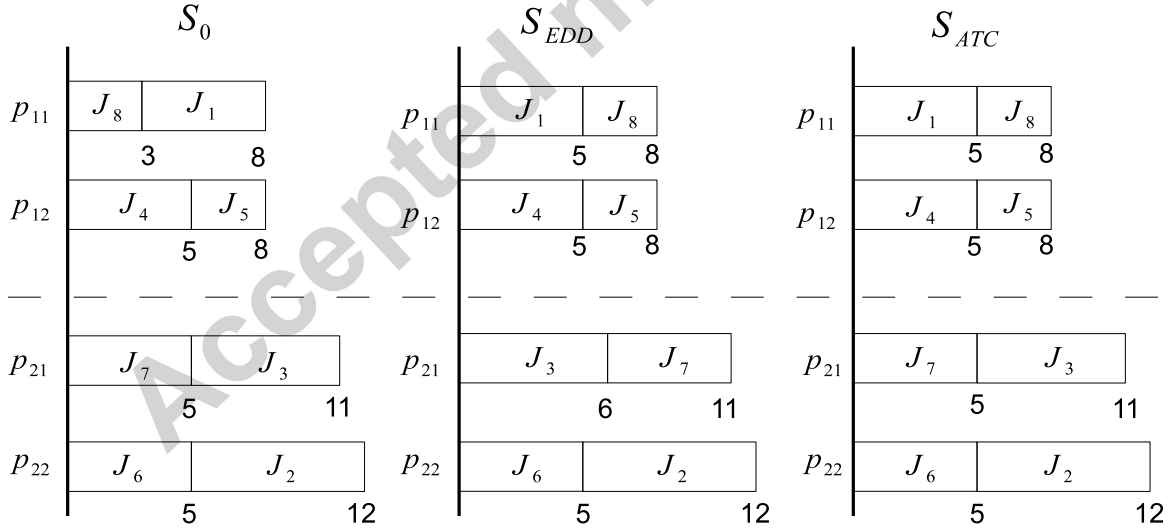 S₀ S_EDD S_ATC
p₁₁ J₈ J₁ p₁₁ J₁ J₈ p₁₁ J₁ J₈
3 8 5 8 5 8
p₁₂ J₄ J₅ p₁₂ J₄ J₅ p₁₂ J₄ J₅
5 8 5 8 5 8
p₂₁ J₇ J₃ p₂₁ J₃ J₇ p₂₁ J₇ J₃
5 11 6 11 5 11
p₂₂ J₆ J₂ p₂₂ J₆ J₂ p₂₂ J₆ J₂
5 12 5 12 5 12
Accepted